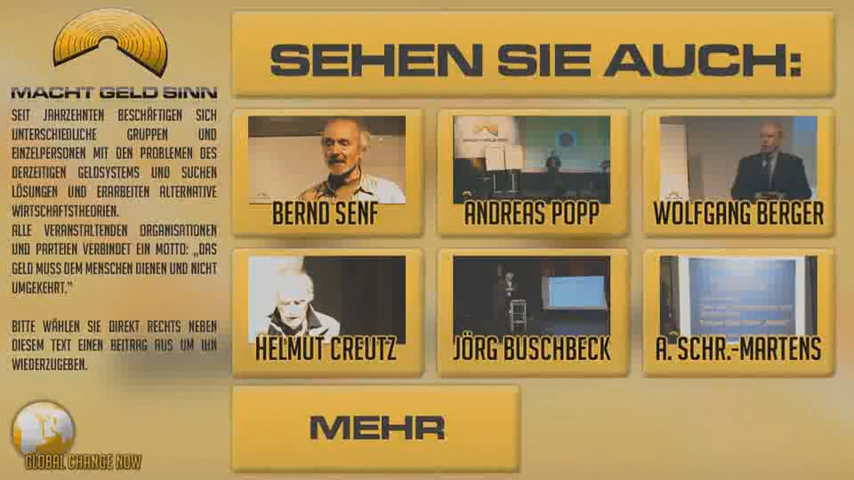 MACHT GELD SINN
SEIT JAHRZEHNTEN BESCHÄFTIGEN SICH
UNTERSCHIEDLICHE GRUPPEN UND
EINZELPERSONEN MIT DEN PROBLEMEN DES
DERZEITIGEN GELDSYSTEMS UND SUCHEN
LÖSUNGEN UND ERARBEITEN ALTERNATIVE
WIRTSCHAFTSTHEORIEN.
ALLE VERANSTALTENDEN ORGANISATIONEN
UND PARTEIEN VERBINDET EIN MOTTO: „DAS
GELD MUSS DEM MENSCHEN DIENEN UND NICHT
UMGEKEHRT.“
BITTE WÄHLEN SIE DIREKT RECHTS NEBEN
DIESEM TEXT EINEN BEITRAG AUS UM IHN
WIEDERZUGEBEN.
GLOBAL CHANGE NOW
SEHEN SIE AUCH:
BERND SENF
ANDREAS POPP
WOLFGANG BERGER
HELMUT CREUTZ
JÖRG BUSCHBECK
A. SCHR.-MARTENS
MEHR